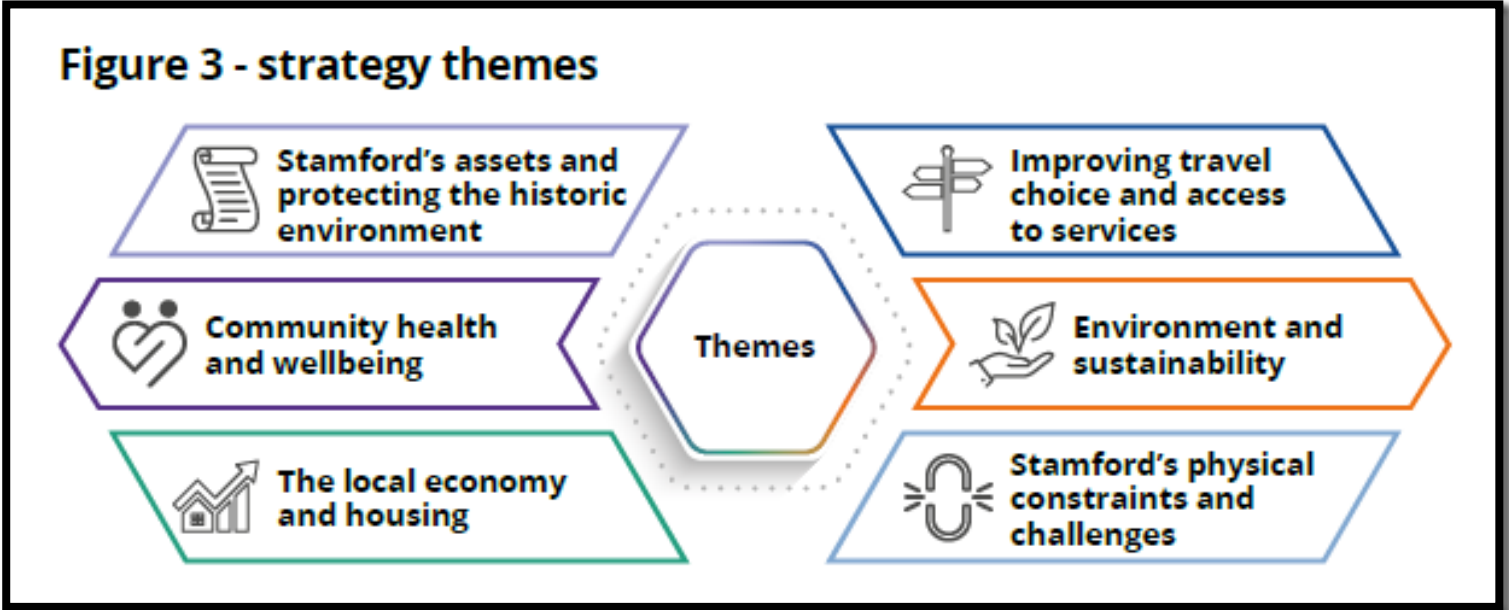 Figure 3 - strategy themes
Stamford’s assets and
protecting the historic
environment
Community health
and wellbeing
The local economy
and housing
Themes
Improving travel
choice and access
to services
Environment and
sustainability
Stamford’s physical
constraints and
challenges